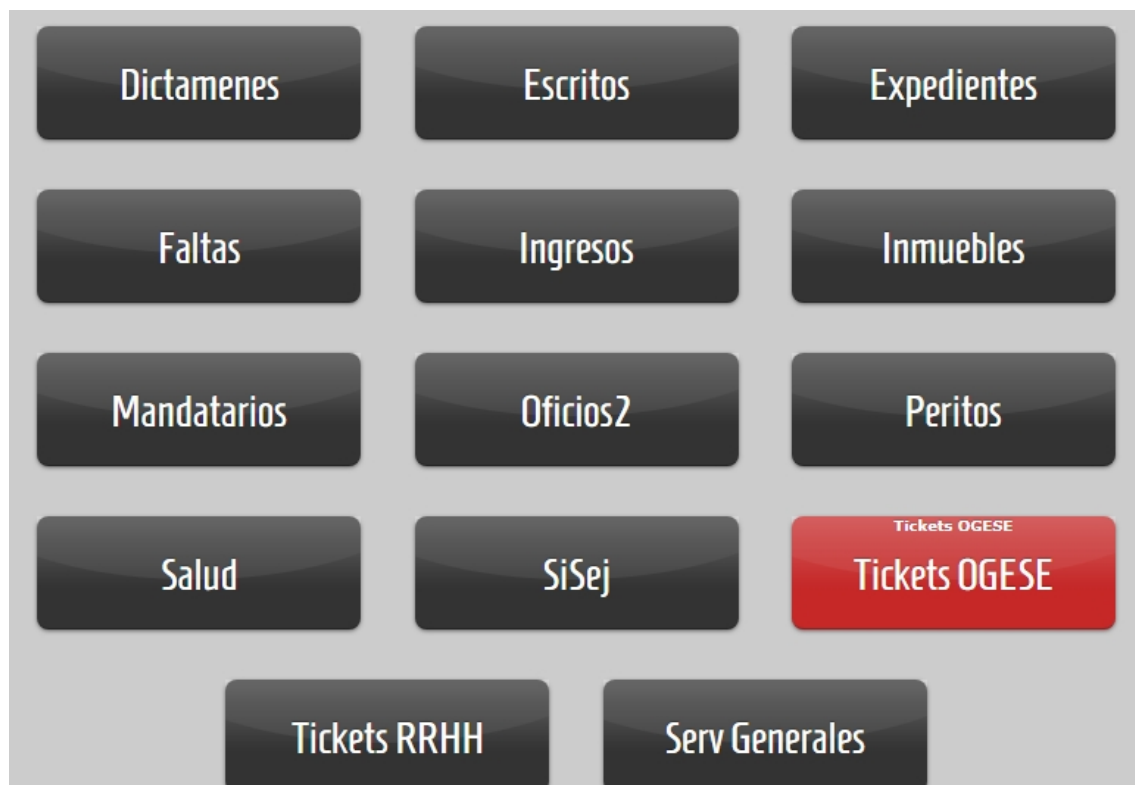 Dictamenes
Escritos
Expedientes
Faltas
Ingresos
Inmuebles
Mandatarios
Oficios2
Peritos
Salud
SiSej
Tickets OGESE
Tickets OGESE
Tickets RRHH
Serv Generales